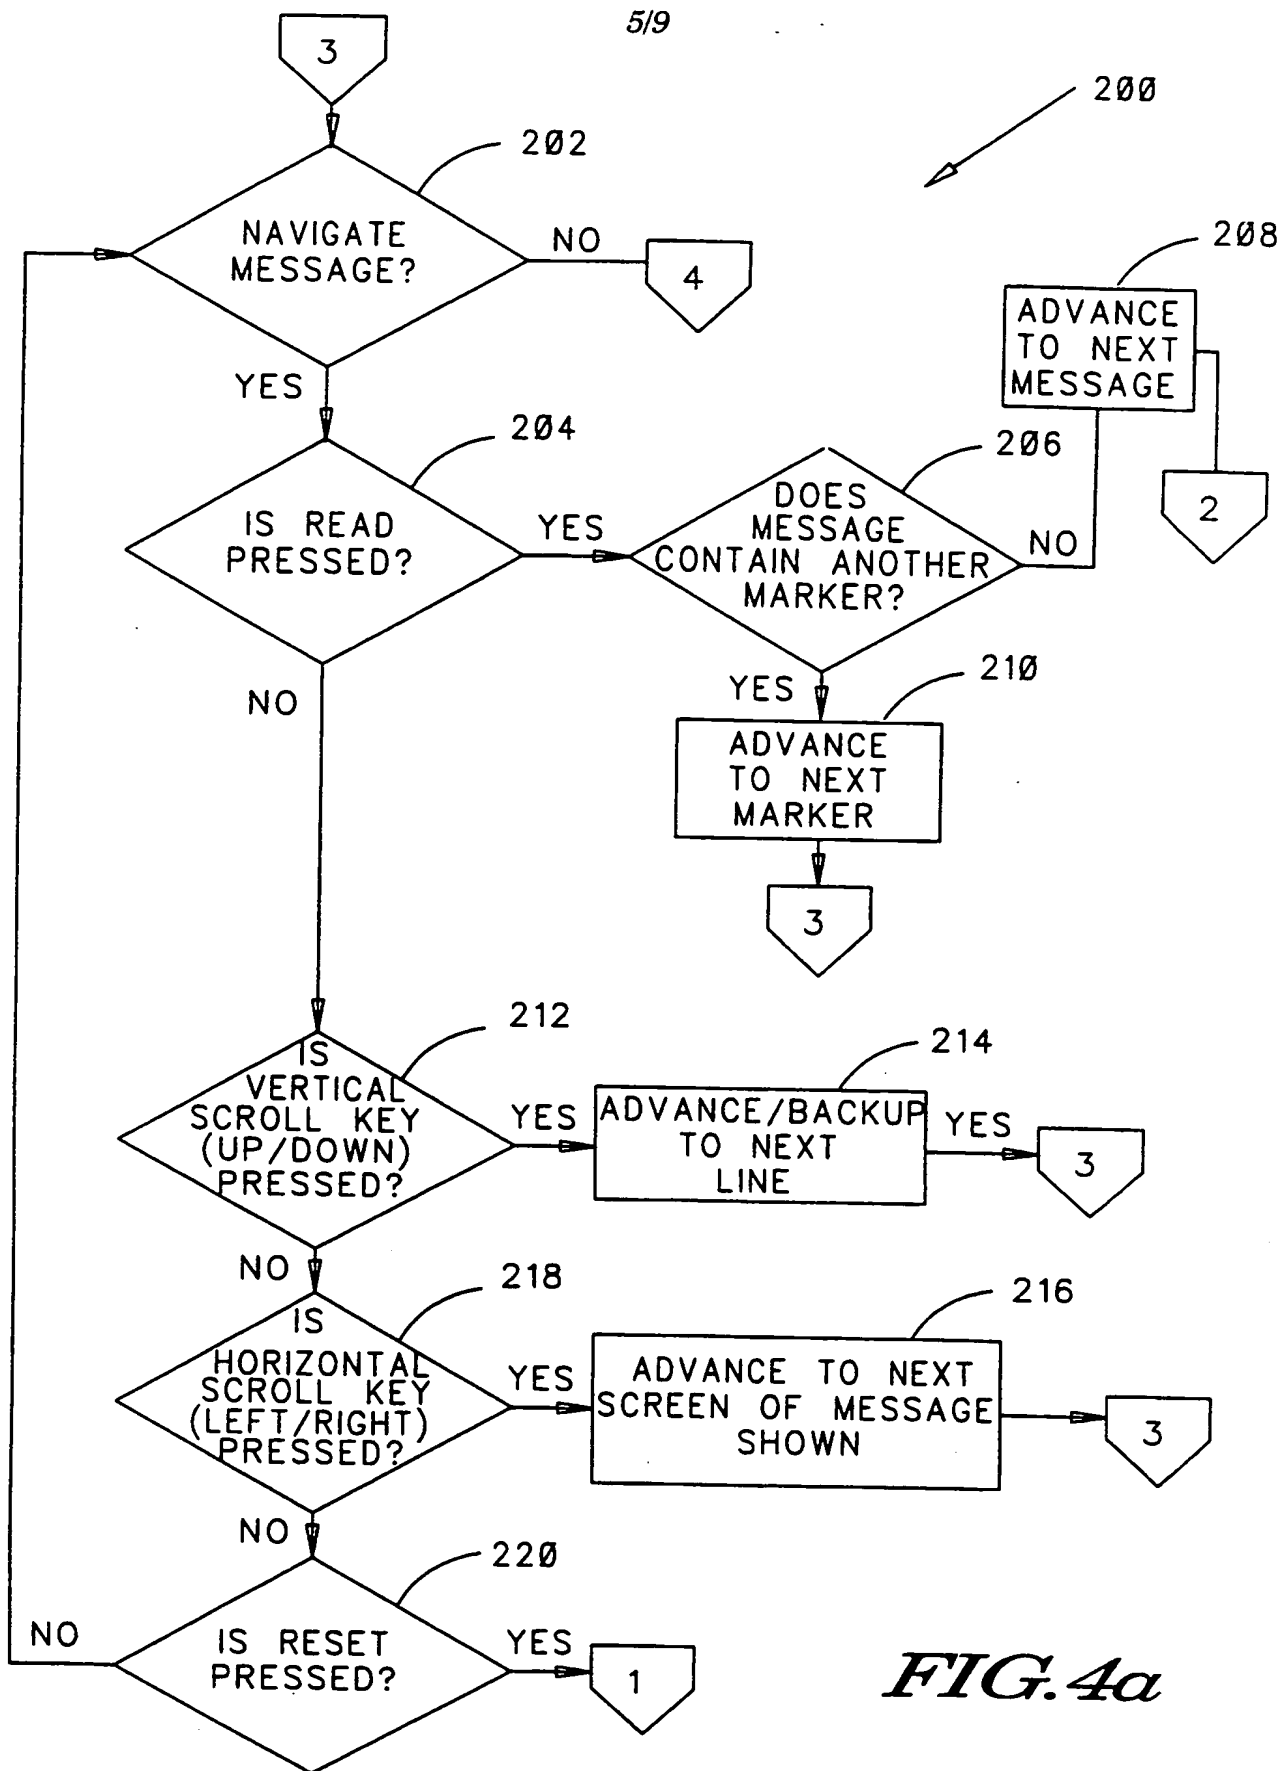 5/9
3
200
202
NAVIGATE
MESSAGE?
NO
4
208
ADVANCE
TO NEXT
MESSAGE
YES
204
IS READ
PRESSED?
YES
206
DOES
MESSAGE
CONTAIN ANOTHER
MARKER?
NO
2
NO
YES
210
ADVANCE
TO NEXT
MARKER
3
212
IS
VERTICAL
SCROLL KEY
(UP/DOWN)
PRESSED?
YES
214
ADVANCE/BACKUP
TO NEXT
LINE
YES
3
NO
218
IS
HORIZONTAL
SCROLL KEY
(LEFT/RIGHT)
PRESSED?
YES
216
ADVANCE TO NEXT
SCREEN OF MESSAGE
SHOWN
3
NO
220
NO
IS RESET
PRESSED?
YES
1
FIG.4a